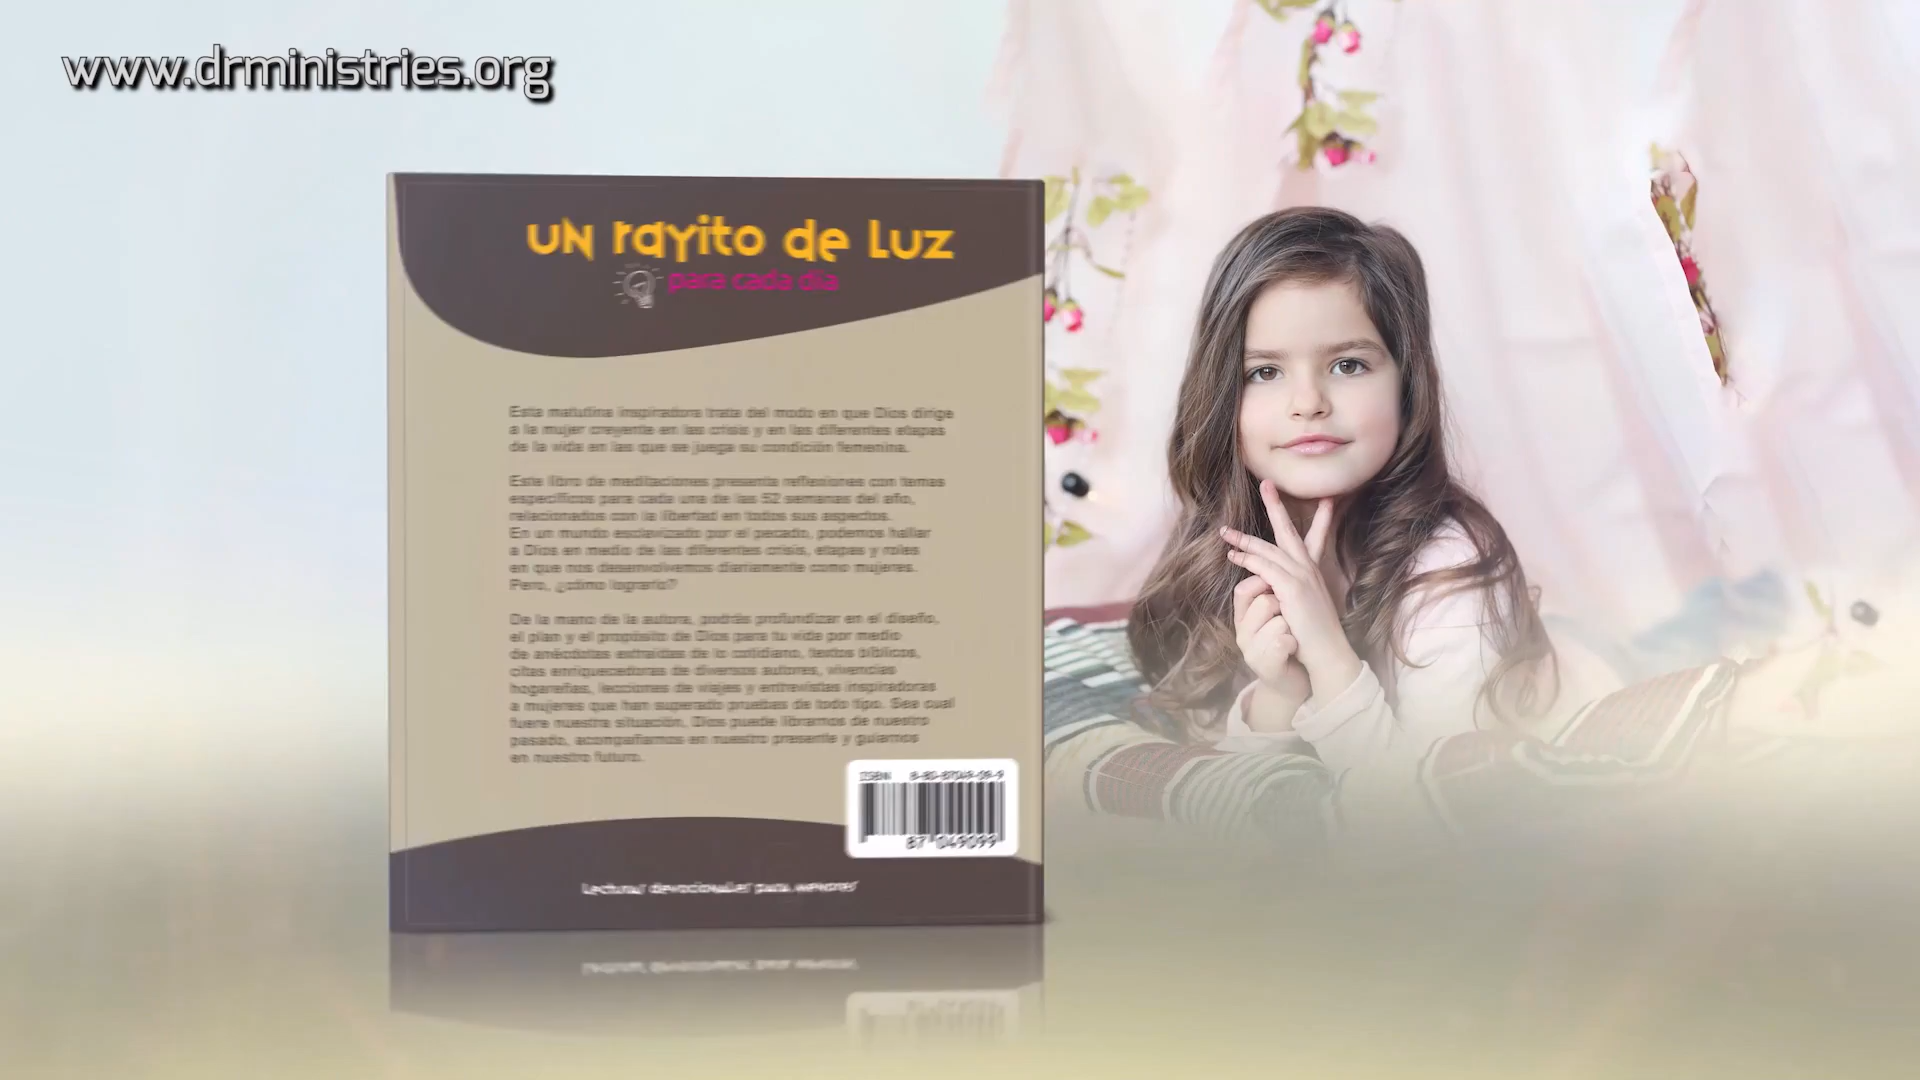 www.drministries.org
un rayito de Luz
para cada día
Esta matutina inspiradora trata del modo en que Dios dirige
a la mujer creyente en las crisis y en las diferentes etapas
de la vida en las que se juega su condición femenina.
Este libro de meditaciones presenta reflexiones con temas
específicos para cada una de las 52 semanas del año,
relacionados con la libertad en todos sus aspectos.
En un mundo esclavizado por el pecado, podemos hallar
a Dios en medio de las diferentes crisis, etapas y roles
en que nos desenvolvemos diariamente como mujeres.
Pero, ¿cómo lograrlo?
De la mano de la autora, podrás profundizar en el diseño,
el plan y el propósito de Dios para tu vida por medio
de anécdotas extraídas de lo cotidiano, textos bíblicos,
citas enriquecedoras de diversos autores, vivencias
hogareñas, lecciones de viajes y entrevistas inspiradoras
a mujeres que han superado pruebas de todo tipo. Sea cual
fuere nuestra situación, Dios puede librarnos de nuestro
pasado, acompañarnos en nuestro presente y guiarnos
en nuestro futuro.
ISBN
87 049099
Lecturas devocionales para menores